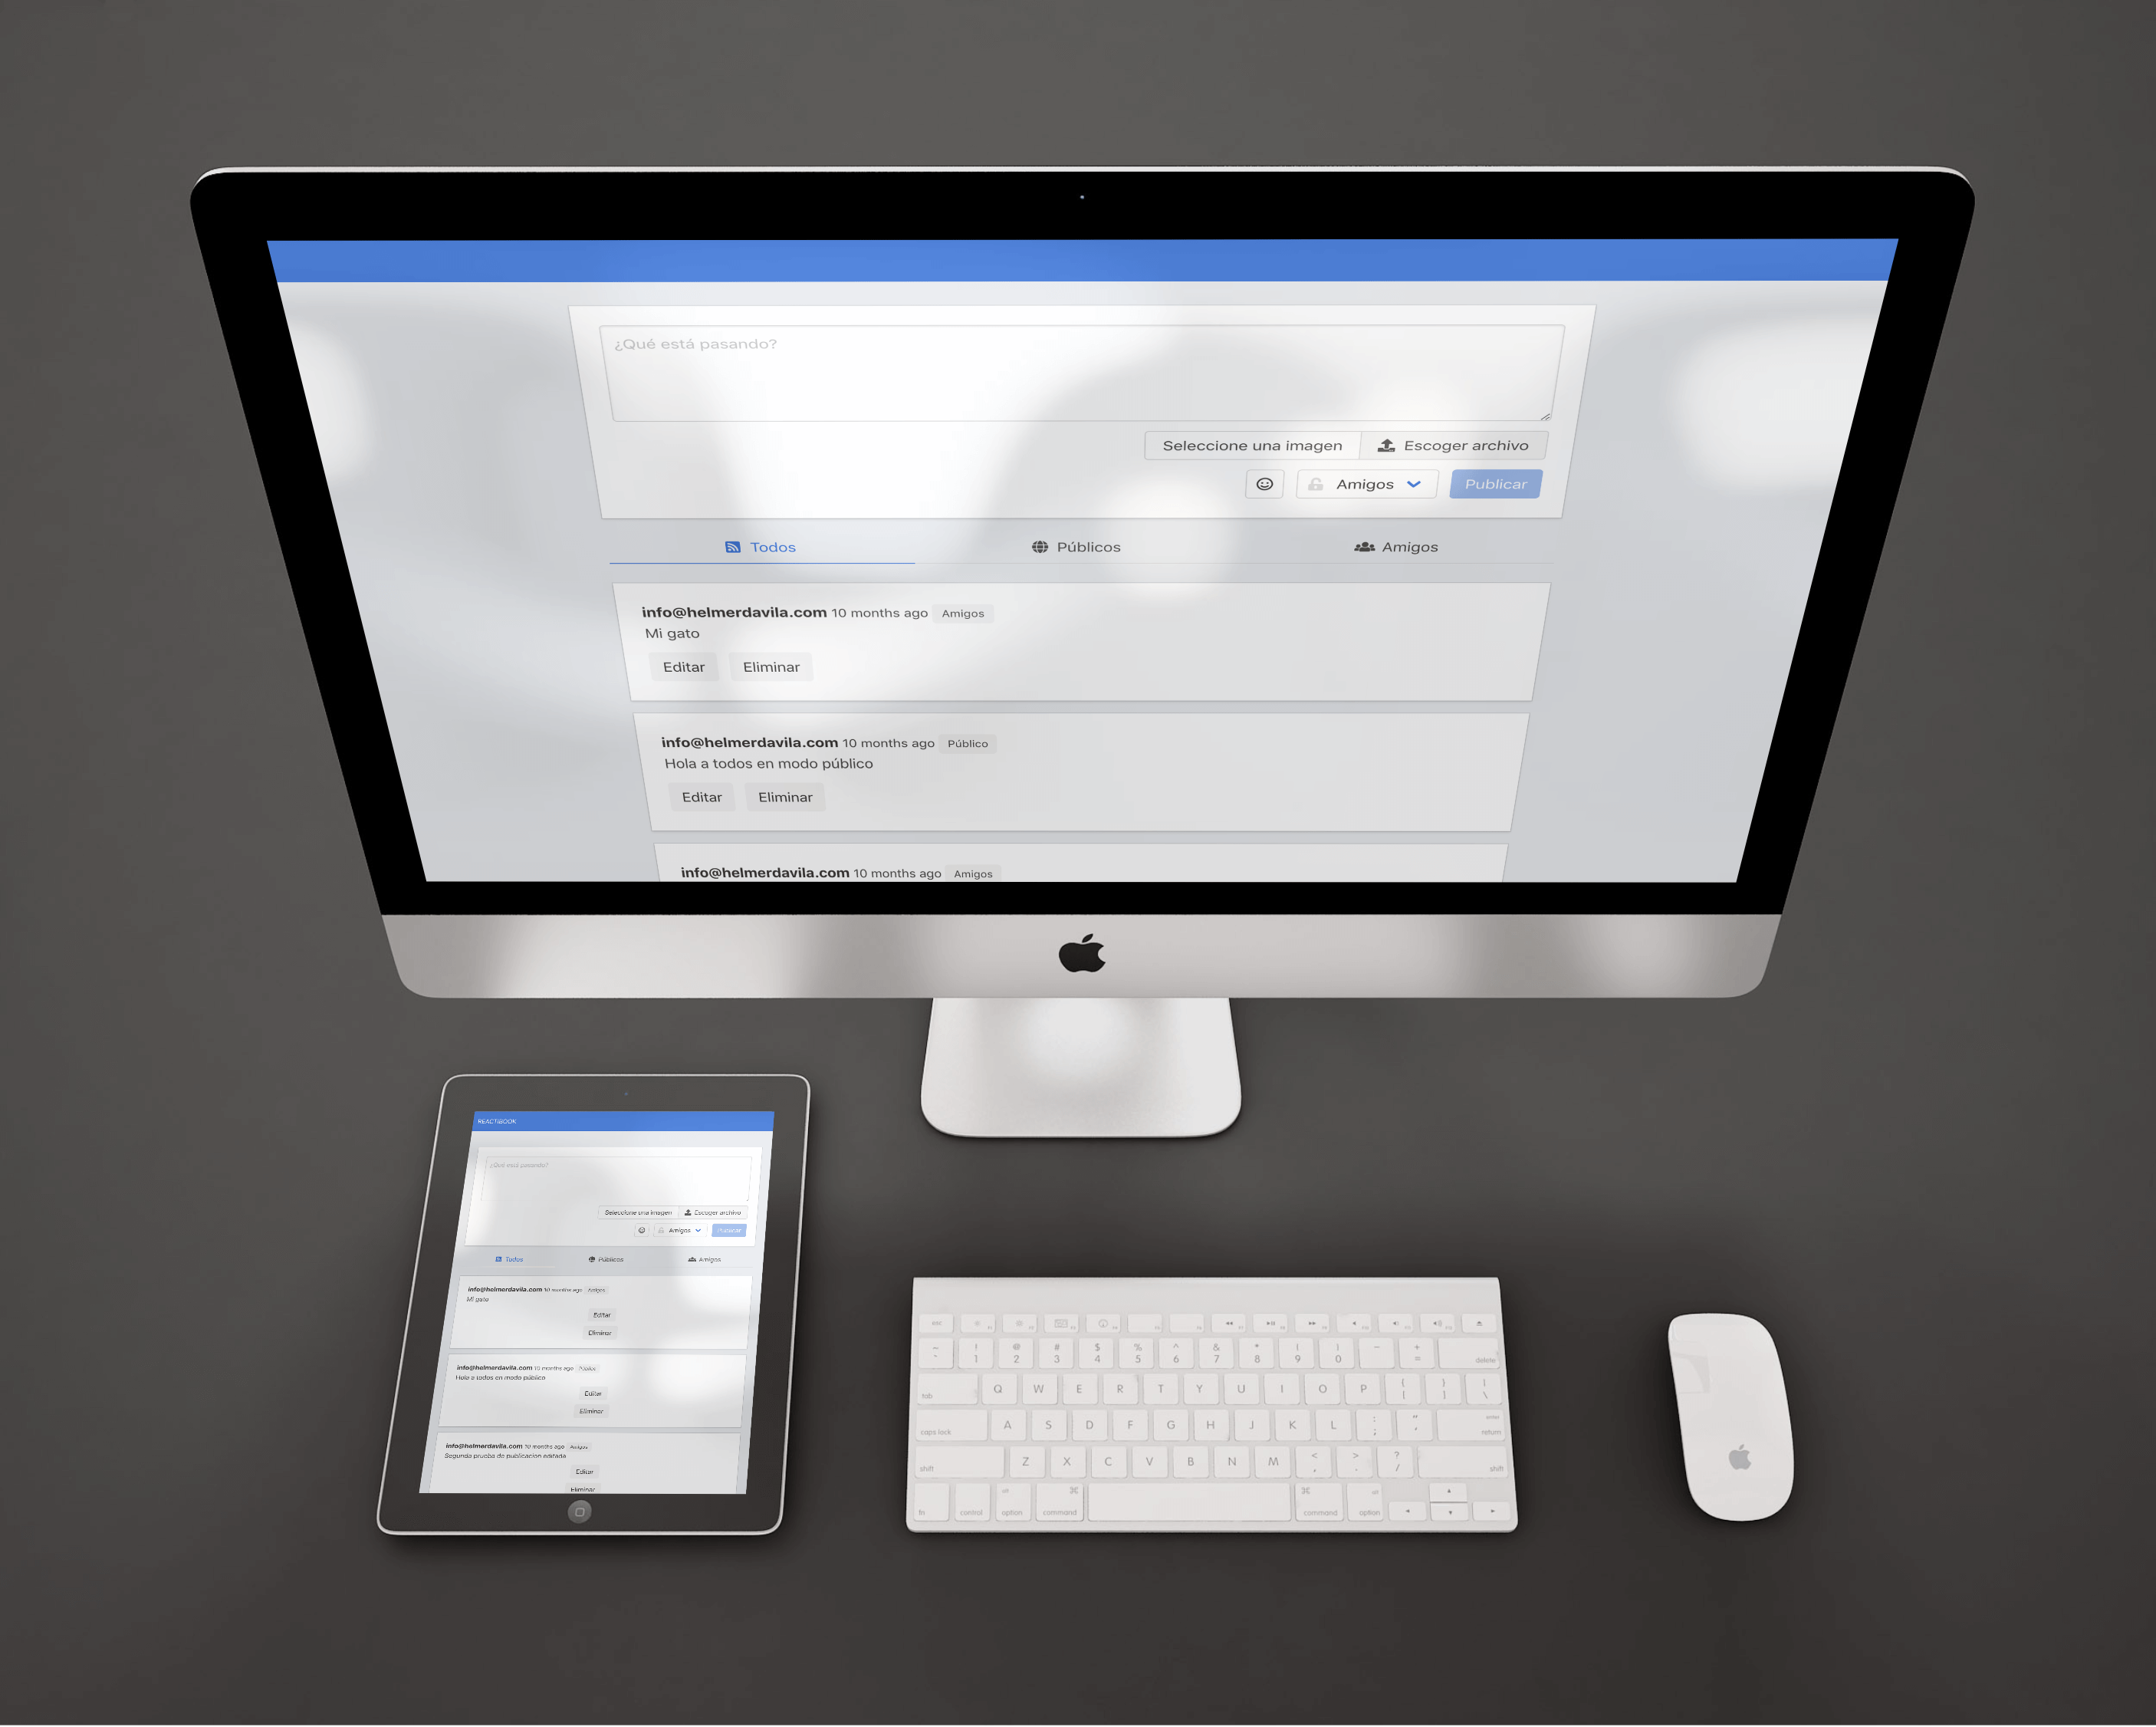 ¿Qué está pasando?
Seleccione una imagen Escoger archivo
Amigos Publicar
Todos Públicos Amigos
info@helmerdavila.com 10 months ago Amigos
Mi gato
Editar Eliminar
info@helmerdavila.com 10 months ago Público
Hola a todos en modo público
Editar Eliminar
info@helmerdavila.com 10 months ago Amigos
REACTIBOOK
¿Qué está pasando?
Seleccione una imagen Escoger archivo
Amigos Publicar
Todos Públicos Amigos
info@helmerdavila.com 10 months ago Amigos
Mi gato
Editar
Eliminar
info@helmerdavila.com 10 months ago Público
Hola a todos en modo público
Editar
Eliminar
info@helmerdavila.com 10 months ago Amigos
Segunda prueba de publicacion editada
Editar
Eliminar
esc
~ ! @ # $ % ^ & * ( ) _ +
` 1 2 3 4 5 6 7 8 9 0 - = delete
tab Q W E R T Y U I O P { [ } ] | \
caps lock A S D F G H J K L : ; " ' enter return
shift Z X C V B N M < , > . ? / shift
fn control alt option ⌘ command ⌘ command alt option